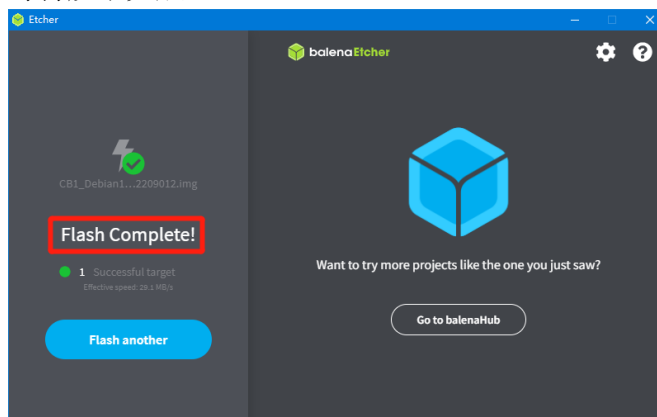 Etcher
balenaEtcher
CB1_Debian1...2209012.img
Flash Complete!
1 Successful target
Effective speed: 29.1 MB/s
Flash another
Want to try more projects like the one you just saw?
Go to balenaHub